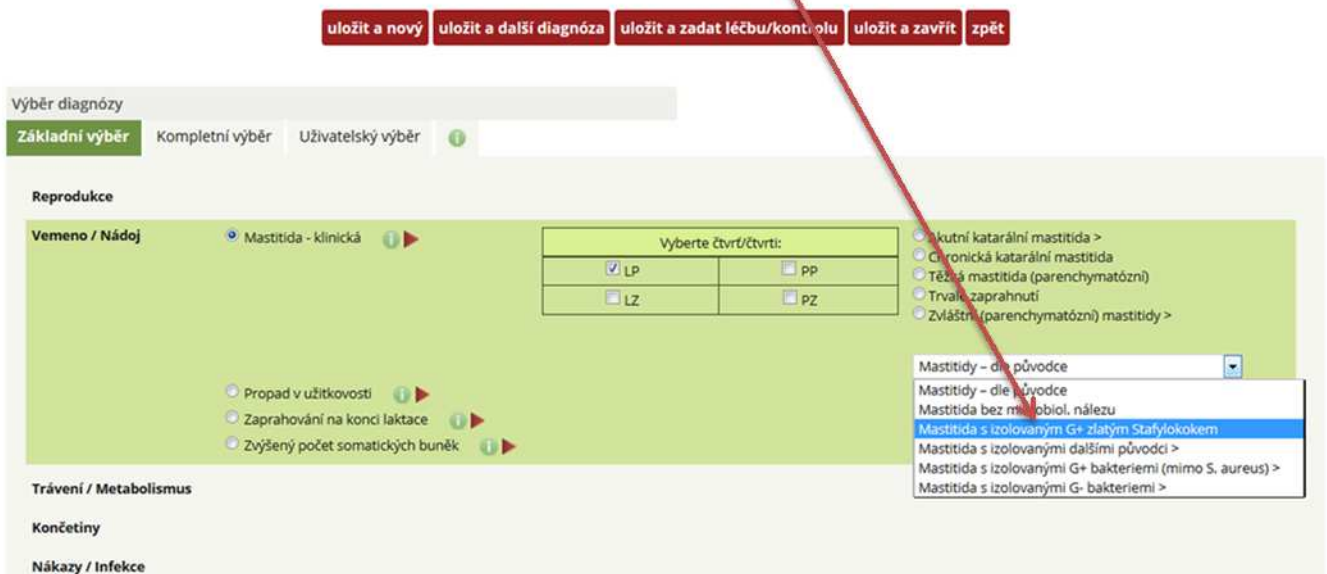 uložit a nový uložit a další diagnóza uložit a zadat léčbu/kontrolu uložit a zavřít zpět
Výběr diagnózy
Základní výběr Kompletní výběr Uživatelský výběr
Reprodukce
Vemeno / Nádoj
Mastitida - klinická
Vyberte čtvrť/čtvrti:
LP PP
LZ PZ
Akutní katarální mastitida >
Chronická katarální mastitida
Těžká mastitida (parenchymatózní)
Trvale zaprahnutí
Zvláštní (parenchymatózní) mastitidy >
Mastitidy – dle původce
Propad v užitkovosti
Zaprahování na konci laktace
Zvýšený počet somatických buněk
Mastitidy – dle původce
Mastitida bez mikrobiol. nálezu
Mastitida s izolovaným G+ zlatým Stafylokokem
Mastitida s izolovanými dalšími původci >
Mastitida s izolovanými G+ bakteriemi (mimo S. aureus) >
Mastitida s izolovanými G- bakteriemi >
Trávení / Metabolismus
Končetiny
Nákazy / Infekce